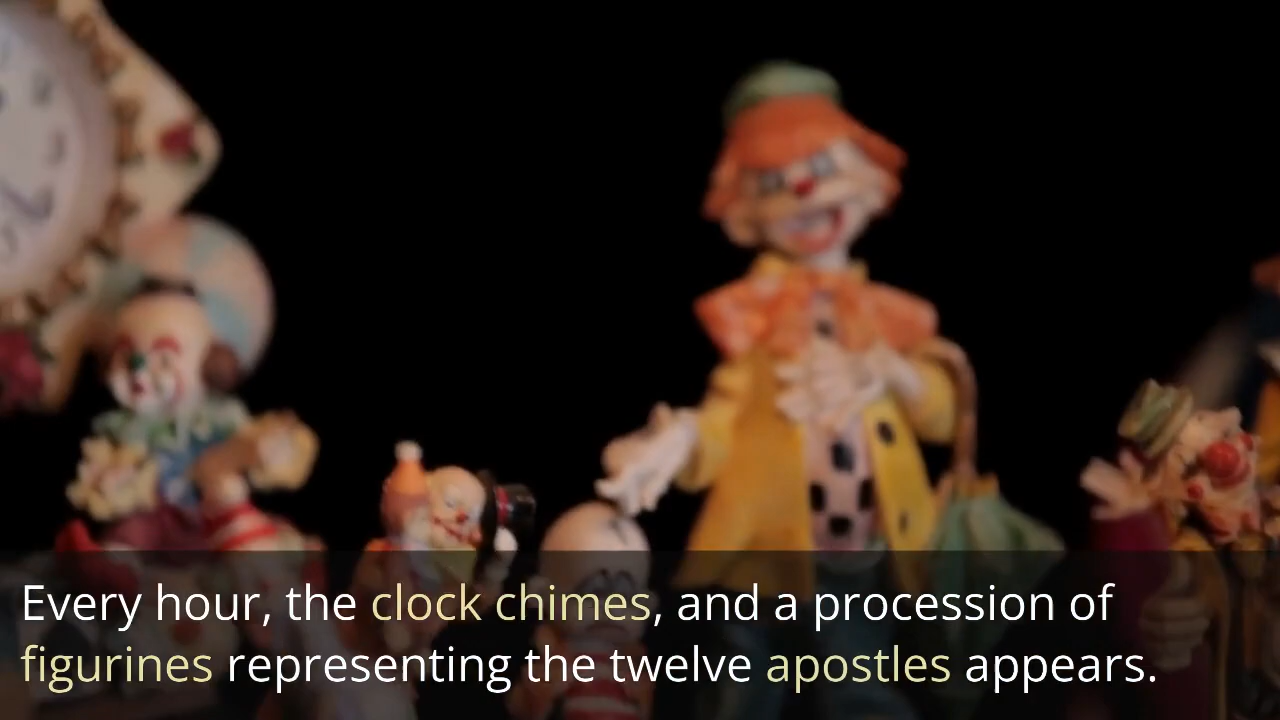 Every hour, the clock chimes, and a procession of
figurines representing the twelve apostles appears.